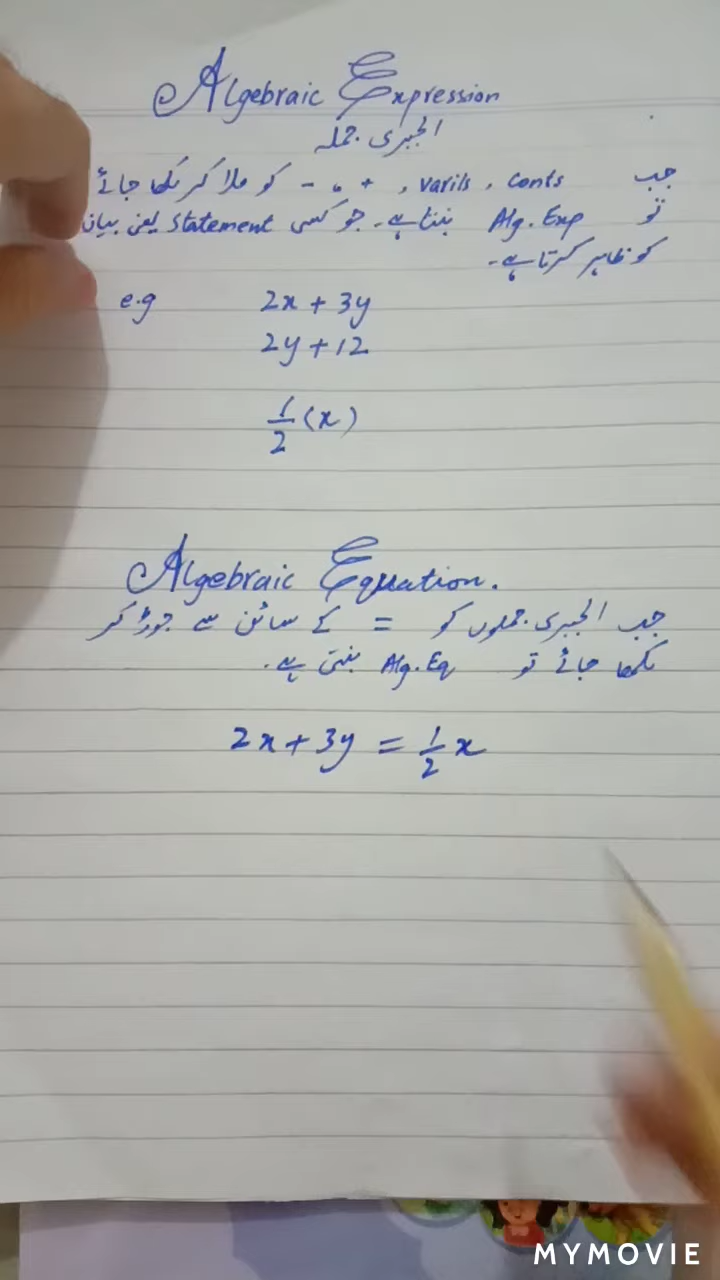 Algebraic Expression
الجبری جملہ
جب conts , varils , + ، - کو ملا کر لکھا جائے
تو Alg. Exp بنتا ہے۔ جو کسی statement یعنی بیان
کو ظاہر کرتا ہے۔
e.g 2x + 3y
2y + 12
1/2 (x)
Algebraic Equation.
جب الجبری جملوں کو = کے سائن سے جوڑ کر
لکھا جائے تو Alg. Eq بنتی ہے۔
2x + 3y = 1/2 x
MYMOVIE